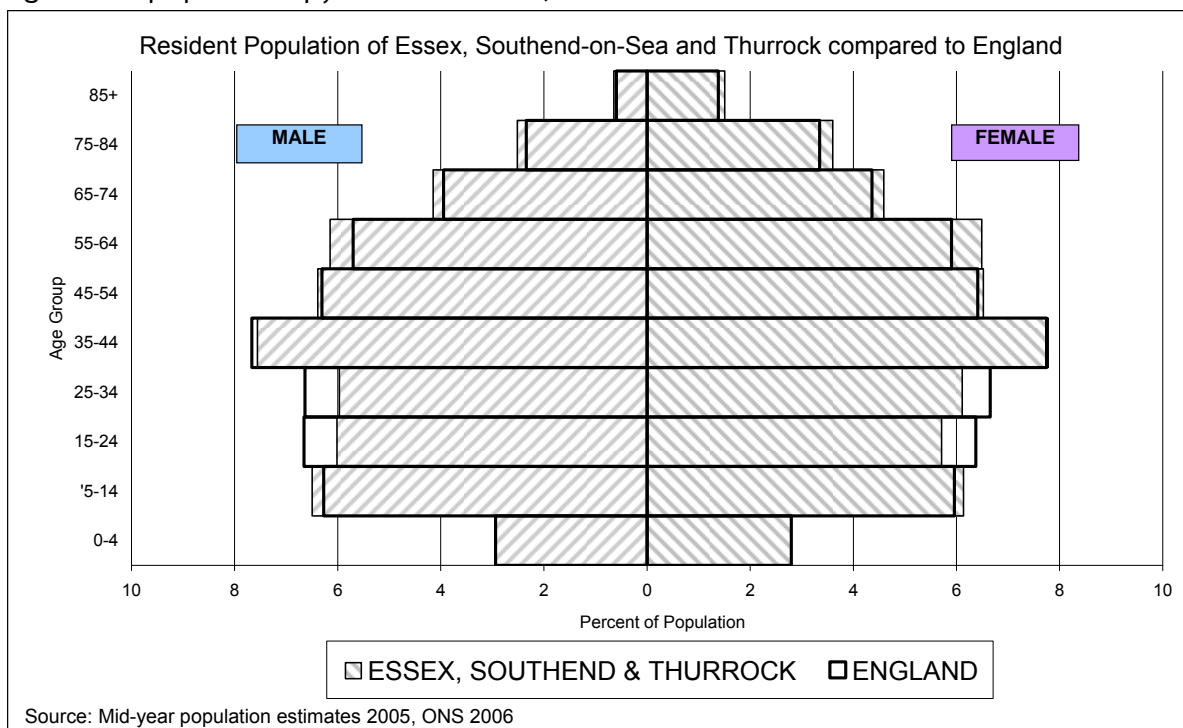 Resident Population of Essex, Southend-on-Sea and Thurrock compared to England
85+
75-84
65-74
55-64
45-54
35-44
25-34
15-24
'5-14
0-4
Age Group
MALE
FEMALE
10 8 6 4 2 0 2 4 6 8 10
Percent of Population
ESSEX, SOUTHEND & THURROCK ENGLAND
Source: Mid-year population estimates 2005, ONS 2006